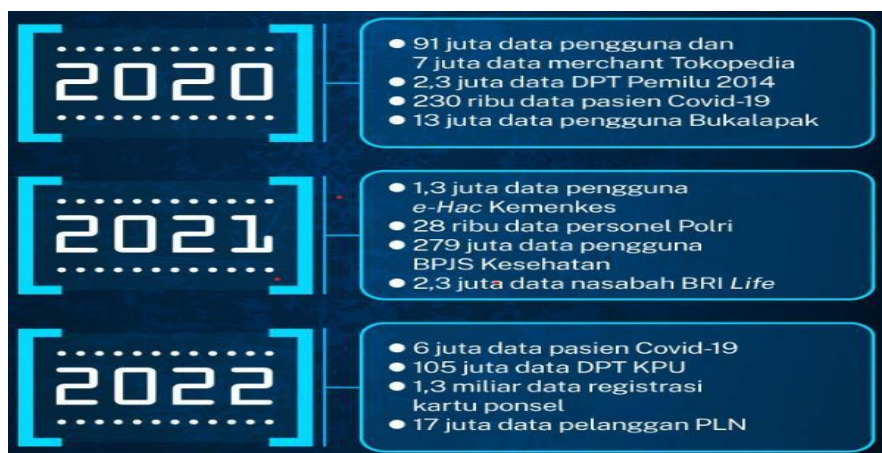 2020
● 91 juta data pengguna dan
7 juta data merchant Tokopedia
● 2,3 juta data DPT Pemilu 2014
● 230 ribu data pasien Covid-19
● 13 juta data pengguna Bukalapak
2021
● 1,3 juta data pengguna
e-Hac Kemenkes
● 28 ribu data personel Polri
● 279 juta data pengguna
BPJS Kesehatan
● 2,3 juta data nasabah BRI Life
2022
● 6 juta data pasien Covid-19
● 105 juta data DPT KPU
● 1,3 miliar data registrasi
kartu ponsel
● 17 juta data pelanggan PLN